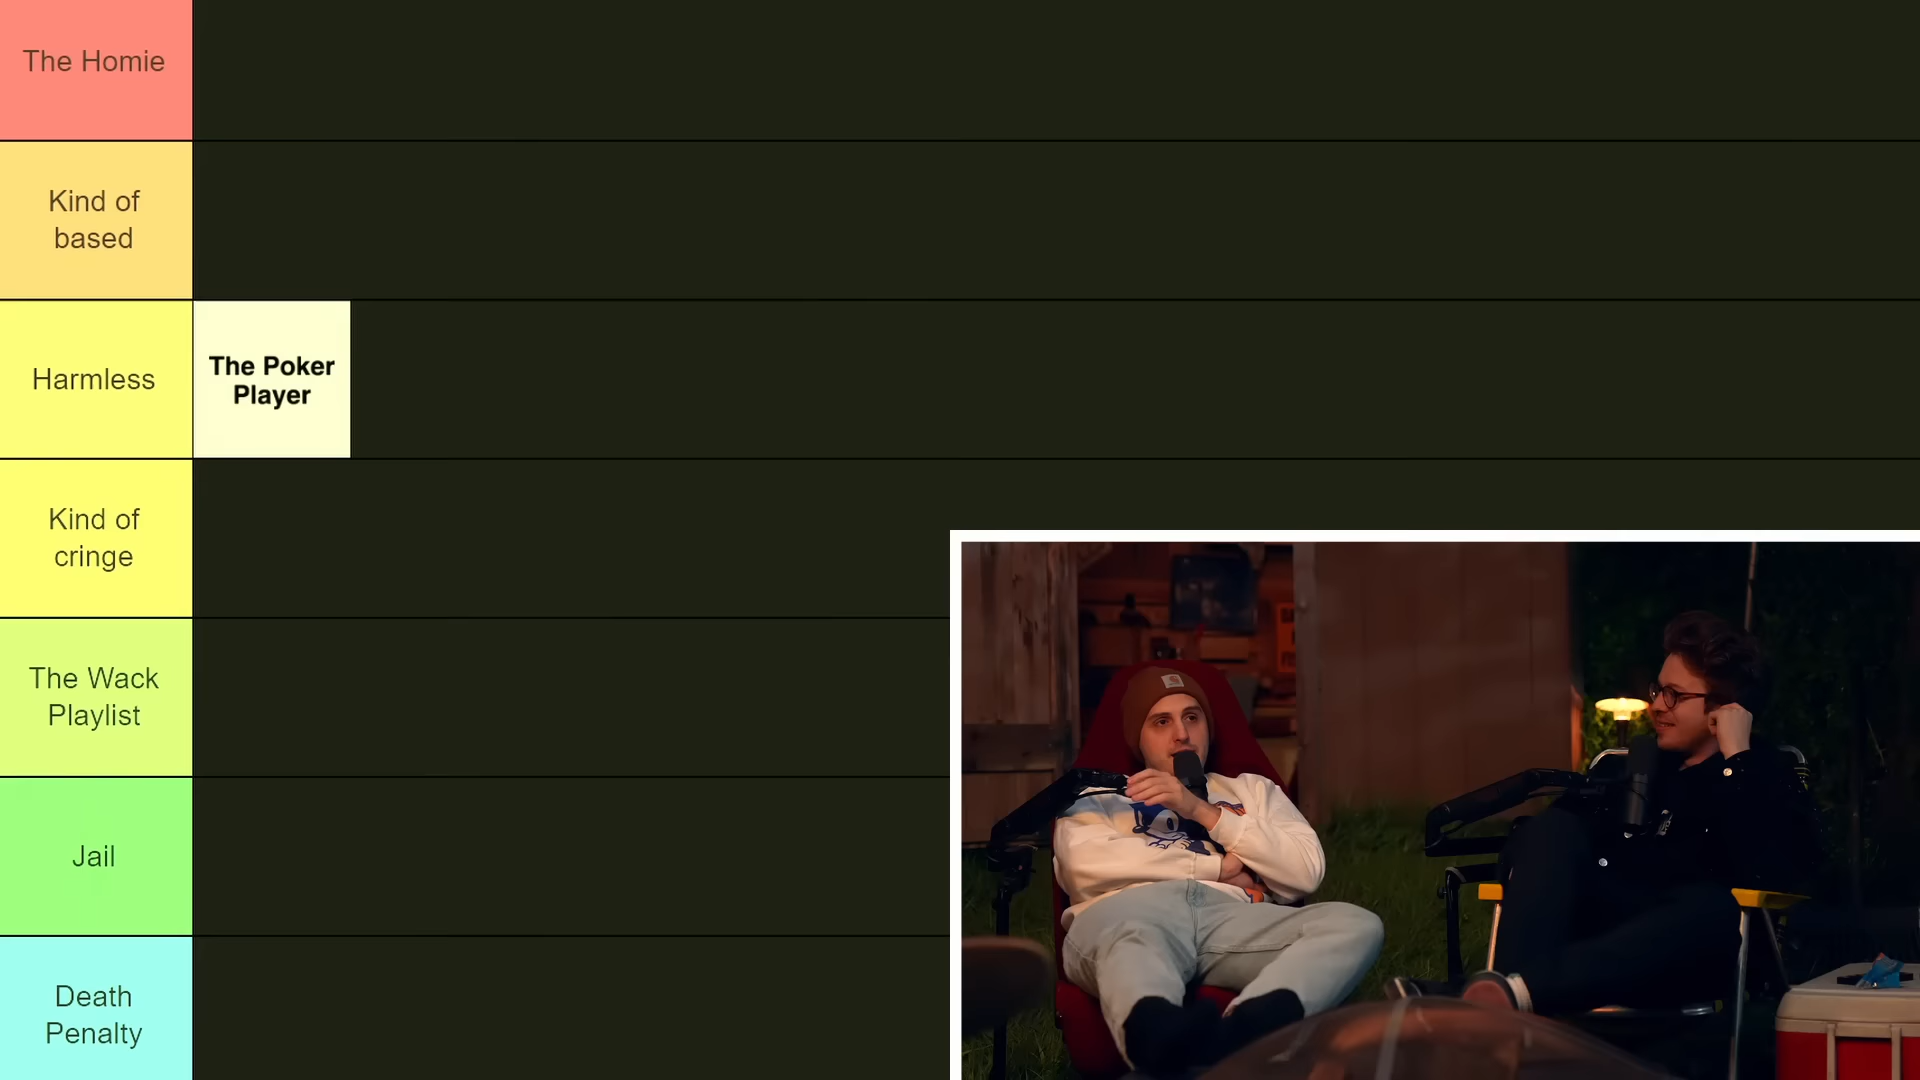 The Homie
Kind of
based
Harmless
The Poker
Player
Kind of
cringe
The Wack
Playlist
Jail
Death
Penalty